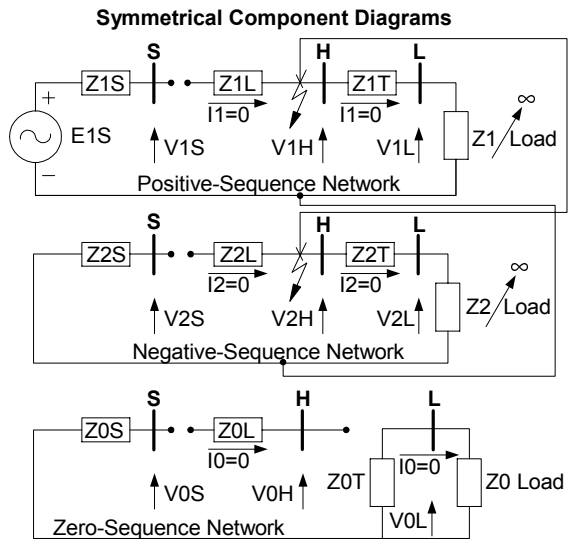 Symmetrical Component Diagrams
S H L
Z1S Z1L Z1T
I1=0 I1=0
+ E1S − V1S V1H V1L Z1 Load ∞
Positive-Sequence Network
S H L
Z2S Z2L Z2T
I2=0 I2=0
V2S V2H V2L Z2 Load ∞
Negative-Sequence Network
S H L
Z0S Z0L
I0=0 I0=0
Z0T Z0 Load
V0S V0H V0L
Zero-Sequence Network